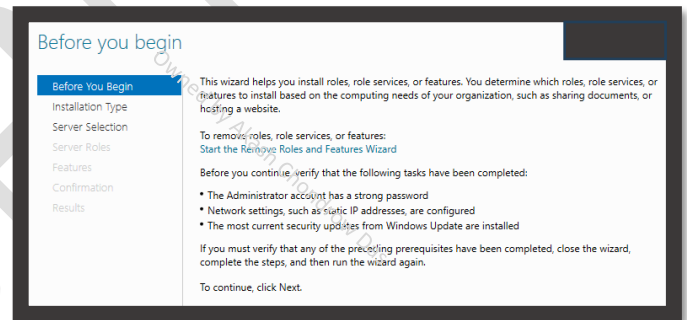 Before you begin
Before You Begin
Installation Type
Server Selection
Server Roles
Features
Confirmation
Results
This wizard helps you install roles, role services, or features. You determine which roles, role services, or
features to install based on the computing needs of your organization, such as sharing documents, or
hosting a website.
To remove roles, role services, or features:
Start the Remove Roles and Features Wizard
Before you continue, verify that the following tasks have been completed:
• The Administrator account has a strong password
• Network settings, such as static IP addresses, are configured
• The most current security updates from Windows Update are installed
If you must verify that any of the preceding prerequisites have been completed, close the wizard,
complete the steps, and then run the wizard again.
To continue, click Next.
Owned by Akash Chondrow Das